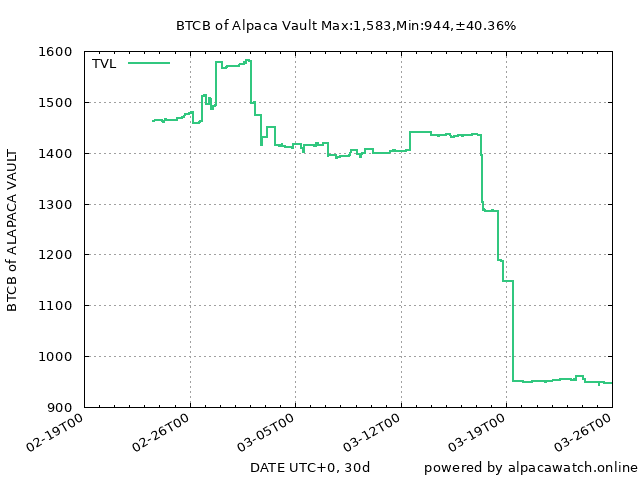 BTCB of Alpaca Vault Max:1,583,Min:944,±40.36%
TVL
1600
1500
1400
1300
1200
1100
1000
900
BTCB of ALAPACA VAULT
02-19T00
02-26T00
03-05T00
03-12T00
03-19T00
03-26T00
DATE UTC+0, 30d
powered by alpacawatch.online